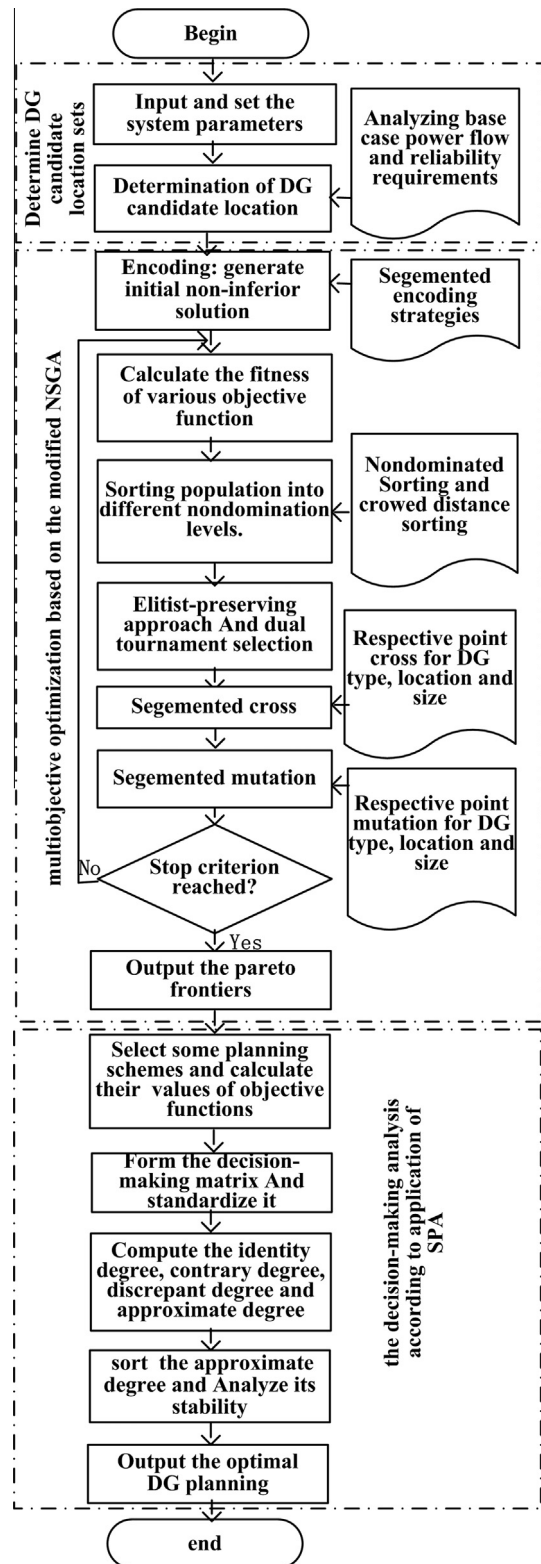 Begin
Determine DG
candidate
location sets
Input and set the
system parameters
Analyzing base
case power flow
and reliability
requirements
Determination of DG
candidate location
multiobjective optimization based on the modified NSGA
Encoding: generate
initial non-inferior
solution
Segemented
encoding
strategies
Calculate the fitness
of various objective
function
Sorting population into
different nondomination
levels.
Nondominated
Sorting and
crowed distance
sorting
Elitist-preserving
approach And dual
tournament selection
Respective point
cross for DG
type, location and
size
Segemented cross
Segemented mutation
Respective point
mutation for DG
type, location and
size
No
Stop criterion
reached?
Yes
Output the pareto
frontiers
Select some planning
schemes and calculate
their values of objective
functions
the decision-making analysis
according to application of
SPA
Form the decision-
making matrix And
standardize it
Compute the identity
degree, contrary degree,
discrepant degree and
approximate degree
sort the approximate
degree and Analyze its
stability
Output the optimal
DG planning
end